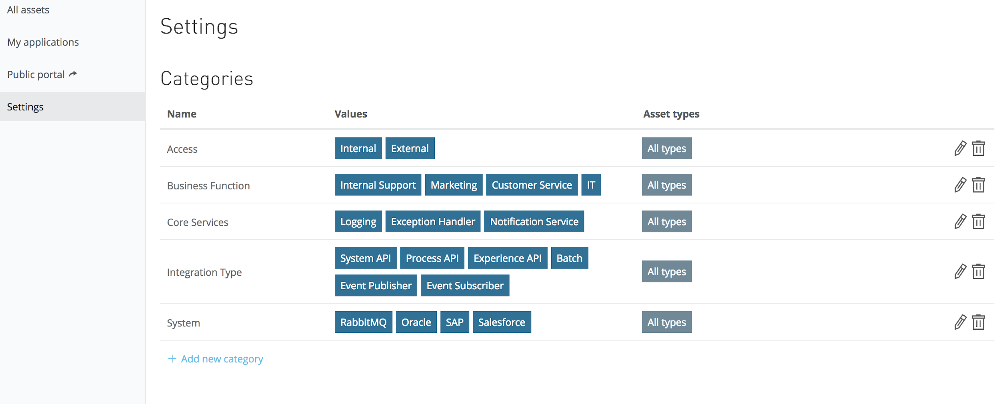 All assets
My applications
Public portal
Settings
Settings
Categories
Name Values Asset types
Access Internal External All types
Business Function Internal Support Marketing Customer Service IT All types
Core Services Logging Exception Handler Notification Service All types
System API Process API Experience API Batch
Integration Type All types
Event Publisher Event Subscriber
System RabbitMQ Oracle SAP Salesforce All types
+ Add new category